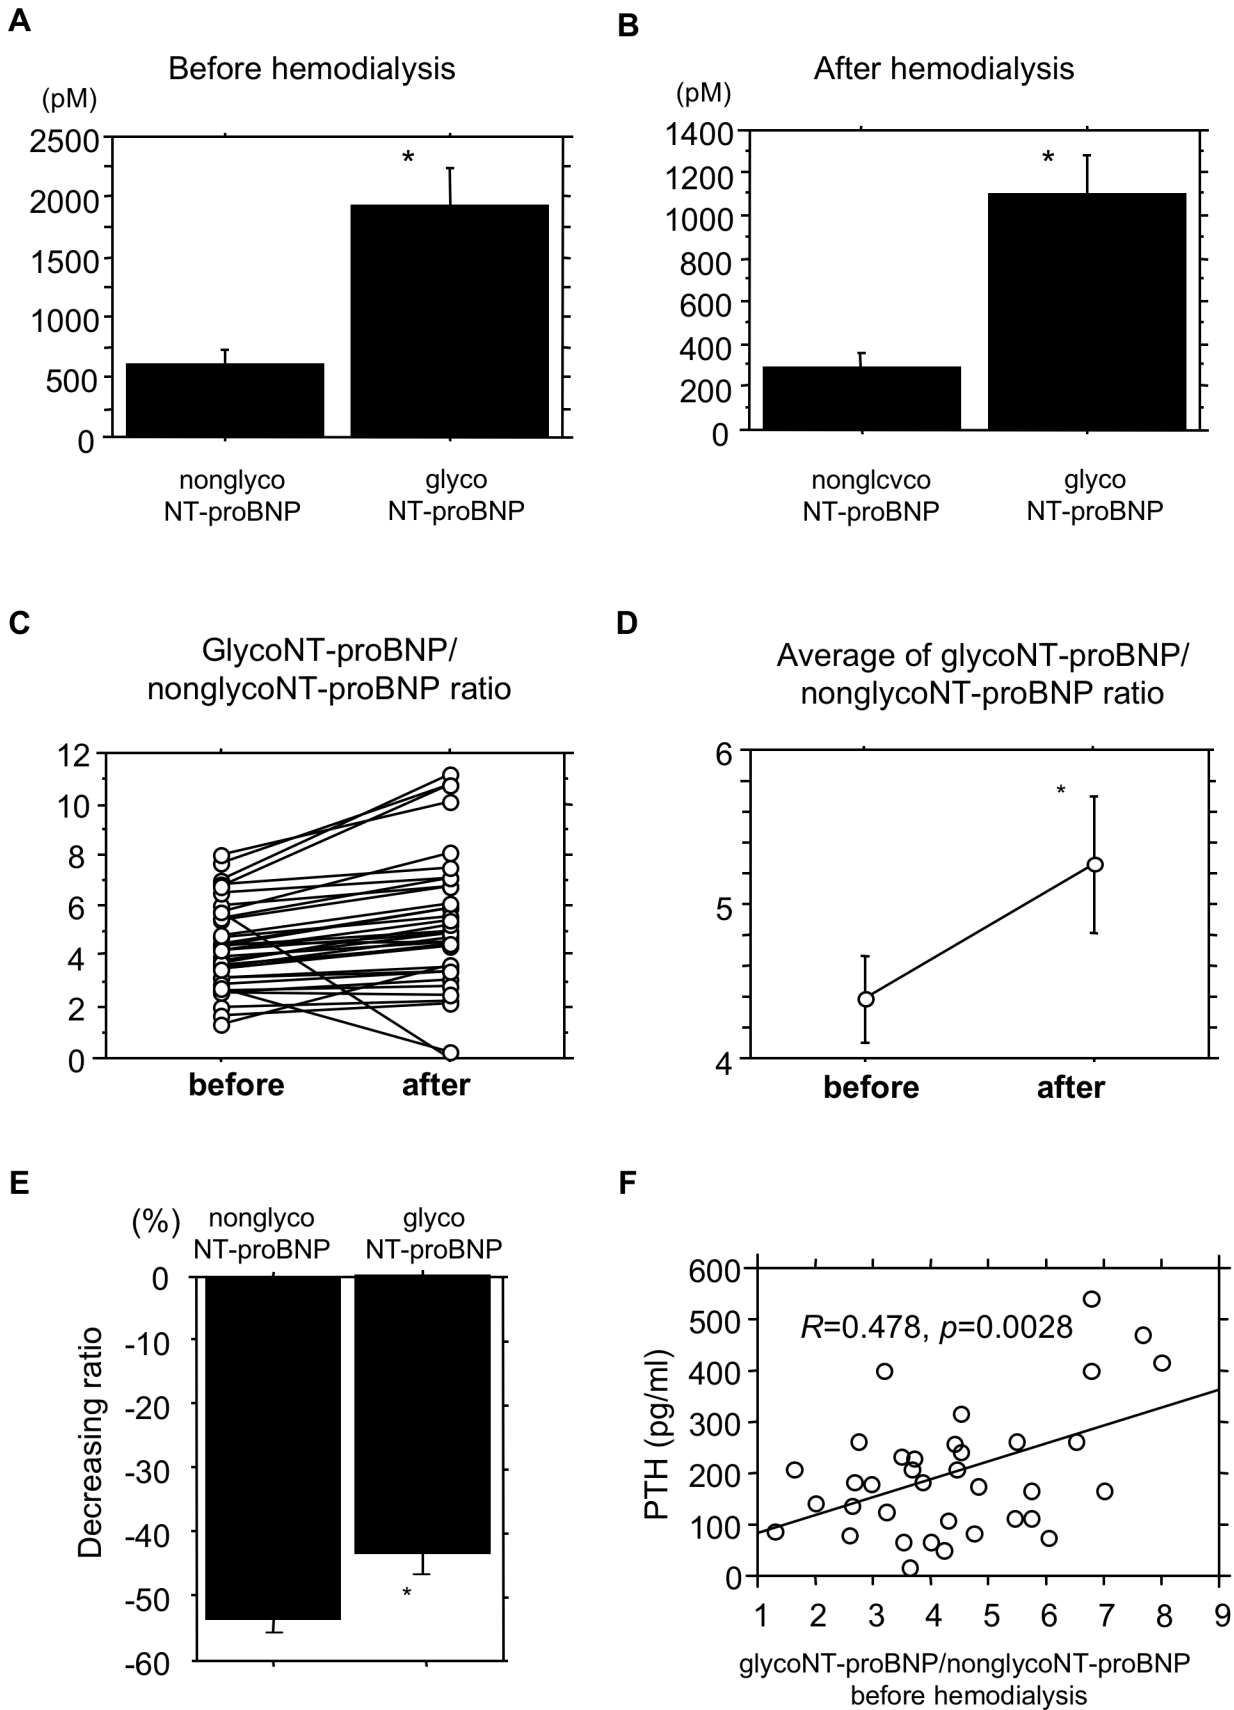 A
Before hemodialysis
(pM)
2500
2000
1500
1000
500
0
*
nonglyco
NT-proBNP
glyco
NT-proBNP
B
After hemodialysis
(pM)
1400
1200
1000
800
600
400
200
0
*
nonglcvco
NT-proBNP
glyco
NT-proBNP
C
GlycoNT-proBNP/
nonglycoNT-proBNP ratio
12
10
8
6
4
2
0
before
after
D
Average of glycoNT-proBNP/
nonglycoNT-proBNP ratio
6
5
4
*
before
after
E
(%)
nonglyco
NT-proBNP
glyco
NT-proBNP
Decreasing ratio
0
-10
-20
-30
-40
-50
-60
*
F
PTH (pg/ml)
600
500
400
300
200
100
0
R=0.478, p=0.0028
1 2 3 4 5 6 7 8 9
glycoNT-proBNP/nonglycoNT-proBNP
before hemodialysis